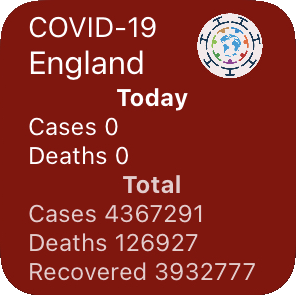 COVID-19
England
Today
Cases 0
Deaths 0
Total
Cases 4367291
Deaths 126927
Recovered 3932777